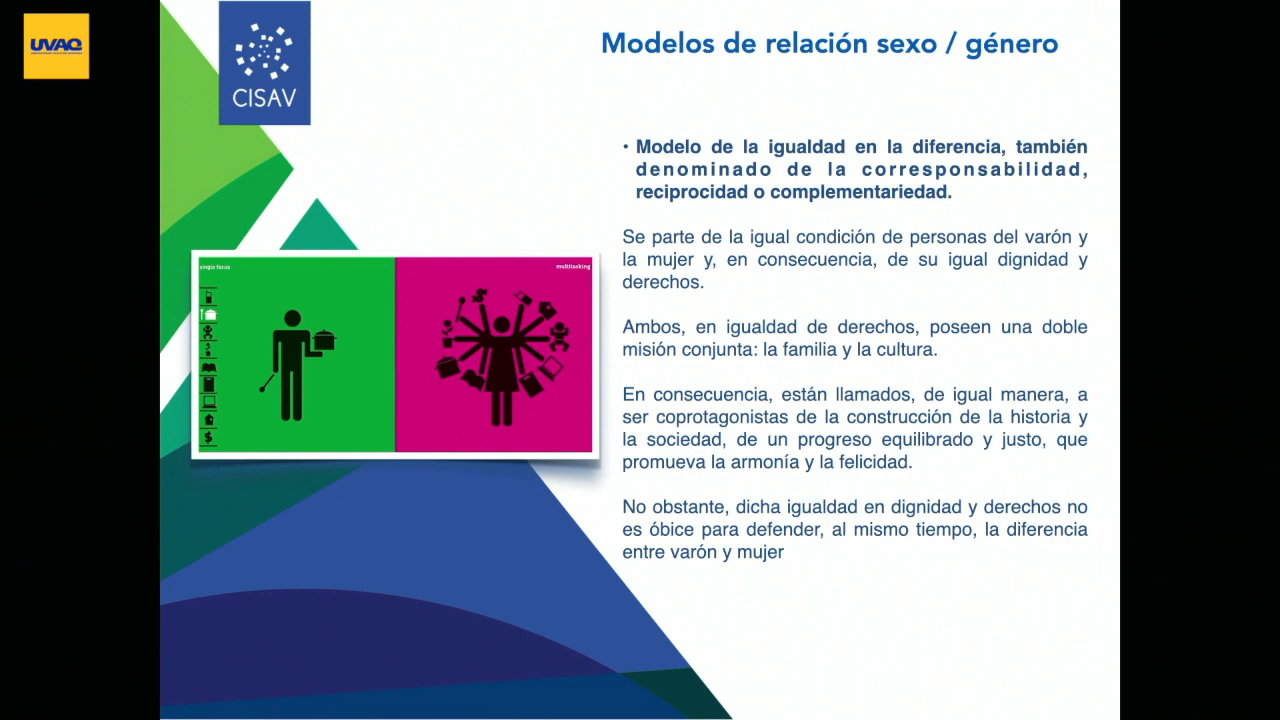 UVAQ
CISAV
Modelos de relación sexo / género
• Modelo de la igualdad en la diferencia, también
denominado de la corresponsabilidad,
reciprocidad o complementariedad.
Se parte de la igual condición de personas del varón y
la mujer y, en consecuencia, de su igual dignidad y
derechos.
Ambos, en igualdad de derechos, poseen una doble
misión conjunta: la familia y la cultura.
En consecuencia, están llamados, de igual manera, a
ser coprotagonistas de la construcción de la historia y
la sociedad, de un progreso equilibrado y justo, que
promueva la armonía y la felicidad.
No obstante, dicha igualdad en dignidad y derechos no
es óbice para defender, al mismo tiempo, la diferencia
entre varón y mujer
single focus
multitasking
$